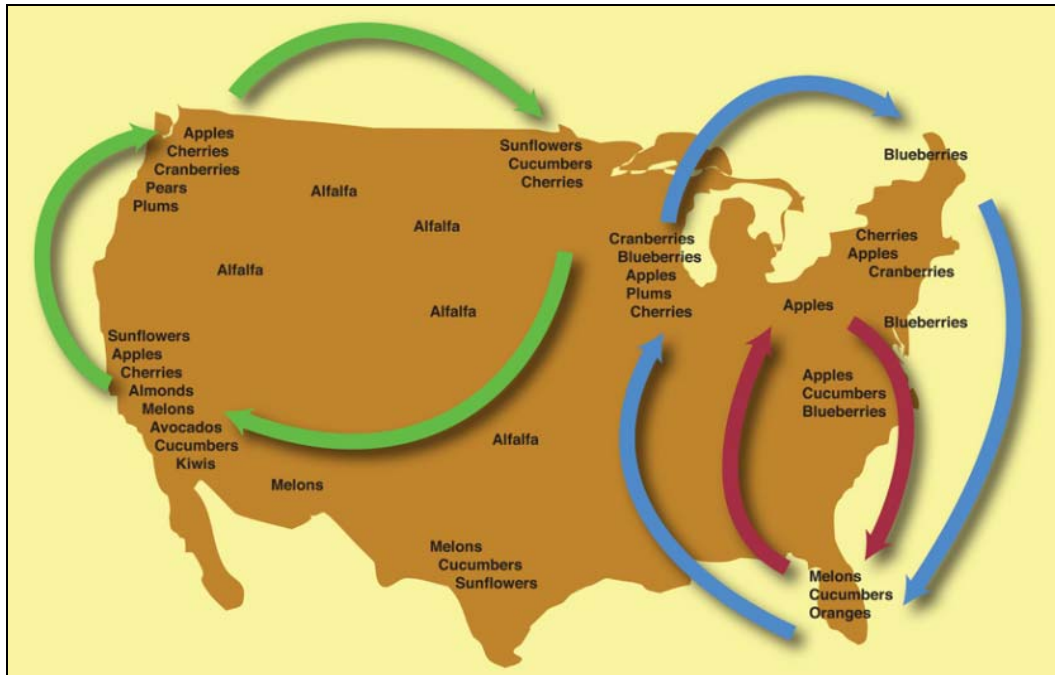 Apples
Cherries
Cranberries
Pears
Plums
Alfalfa
Sunflowers
Cucumbers
Cherries
Alfalfa
Alfalfa
Alfalfa
Sunflowers
Apples
Cherries
Almonds
Melons
Avocados
Cucumbers
Kiwis
Melons
Alfalfa
Melons
Cucumbers
Sunflowers
Cranberries
Blueberries
Apples
Plums
Cherries
Blueberries
Cherries
Apples
Cranberries
Apples
Blueberries
Apples
Cucumbers
Blueberries
Melons
Cucumbers
Oranges